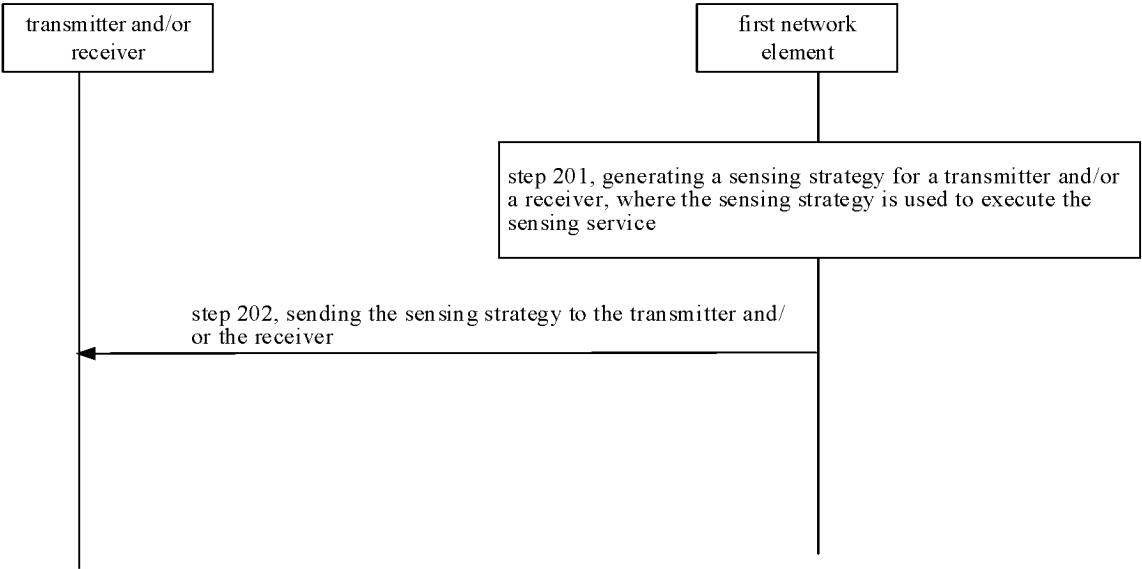 transmitter and/or
receiver
first network
element
step 201, generating a sensing strategy for a transmitter and/or
a receiver, where the sensing strategy is used to execute the
sensing service
step 202, sending the sensing strategy to the transmitter and/
or the receiver